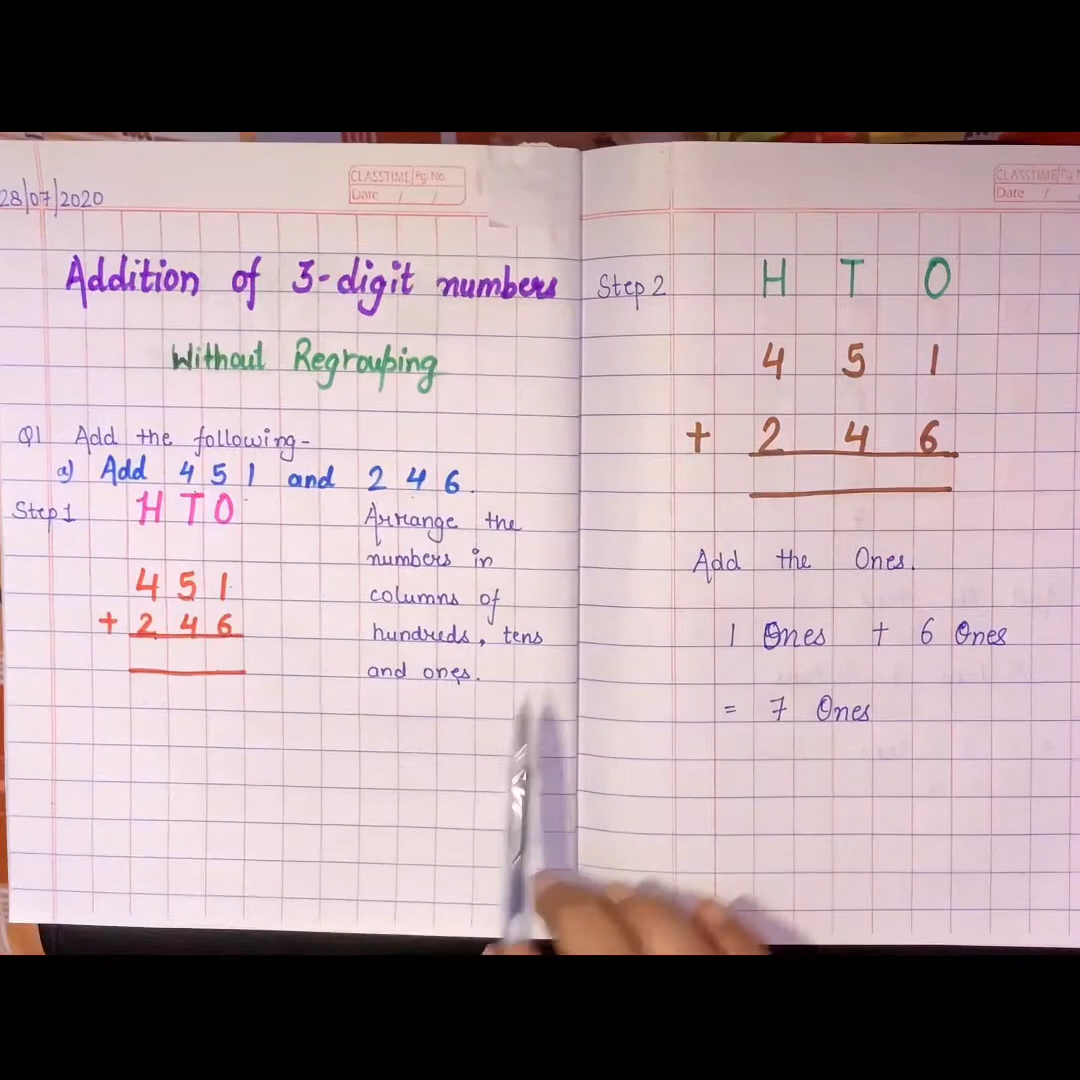 CLASSTIME Pg. No.
Date / /
28/07/2020
Addition of 3-digit numbers
Without Regrouping
Q1 Add the following-
a) Add 4 5 1 and 2 4 6.
Step 1 H T O
4 5 1
+ 2 4 6
Arrange the
numbers in
columns of
hundreds, tens
and ones.
CLASSTIME Pg. N
Date /
Step 2 H T O
4 5 1
+ 2 4 6
Add the Ones.
1 Ones + 6 Ones
= 7 Ones